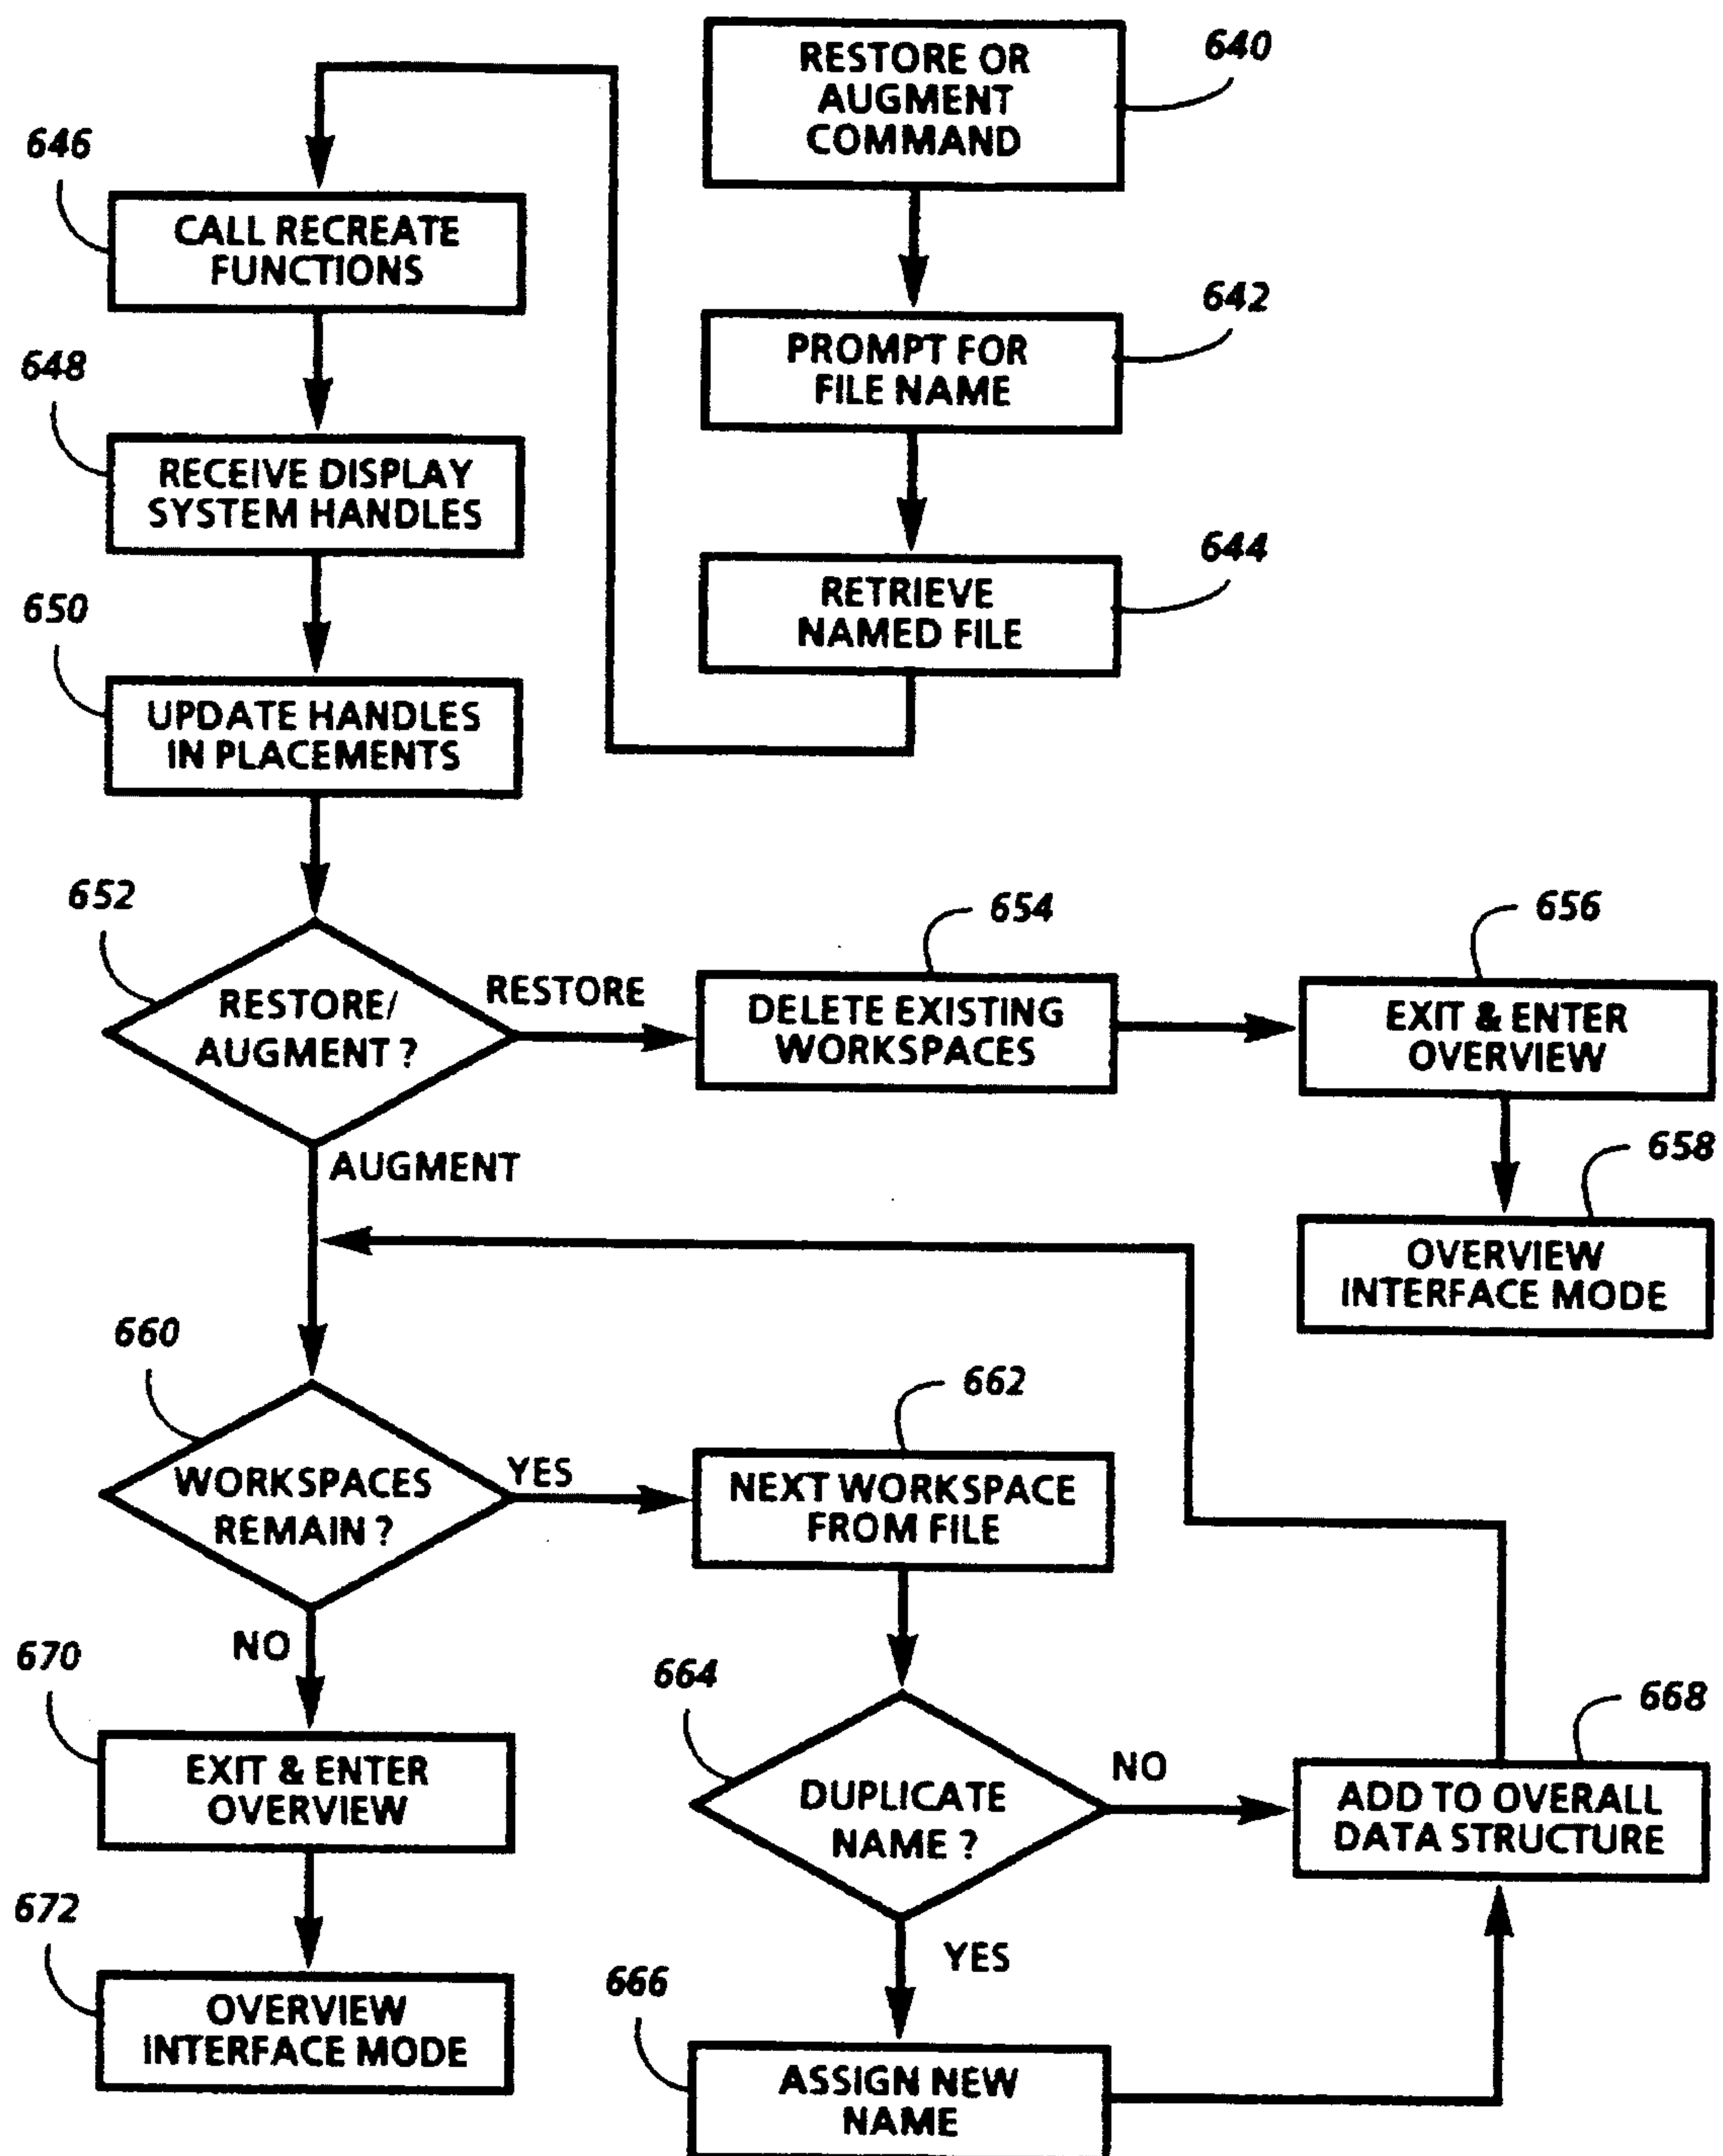 640
RESTORE OR
AUGMENT
COMMAND
642
PROMPT FOR
FILE NAME
644
RETRIEVE
NAMED FILE
646
CALL RECREATE
FUNCTIONS
648
RECEIVE DISPLAY
SYSTEM HANDLES
650
UPDATE HANDLES
IN PLACEMENTS
652
RESTORE/
AUGMENT ?
RESTORE
654
DELETE EXISTING
WORKSPACES
656
EXIT & ENTER
OVERVIEW
658
OVERVIEW
INTERFACE MODE
AUGMENT
660
WORKSPACES
REMAIN ?
YES
662
NEXT WORKSPACE
FROM FILE
664
DUPLICATE
NAME ?
NO
668
ADD TO OVERALL
DATA STRUCTURE
YES
666
ASSIGN NEW
NAME
NO
670
EXIT & ENTER
OVERVIEW
672
OVERVIEW
INTERFACE MODE